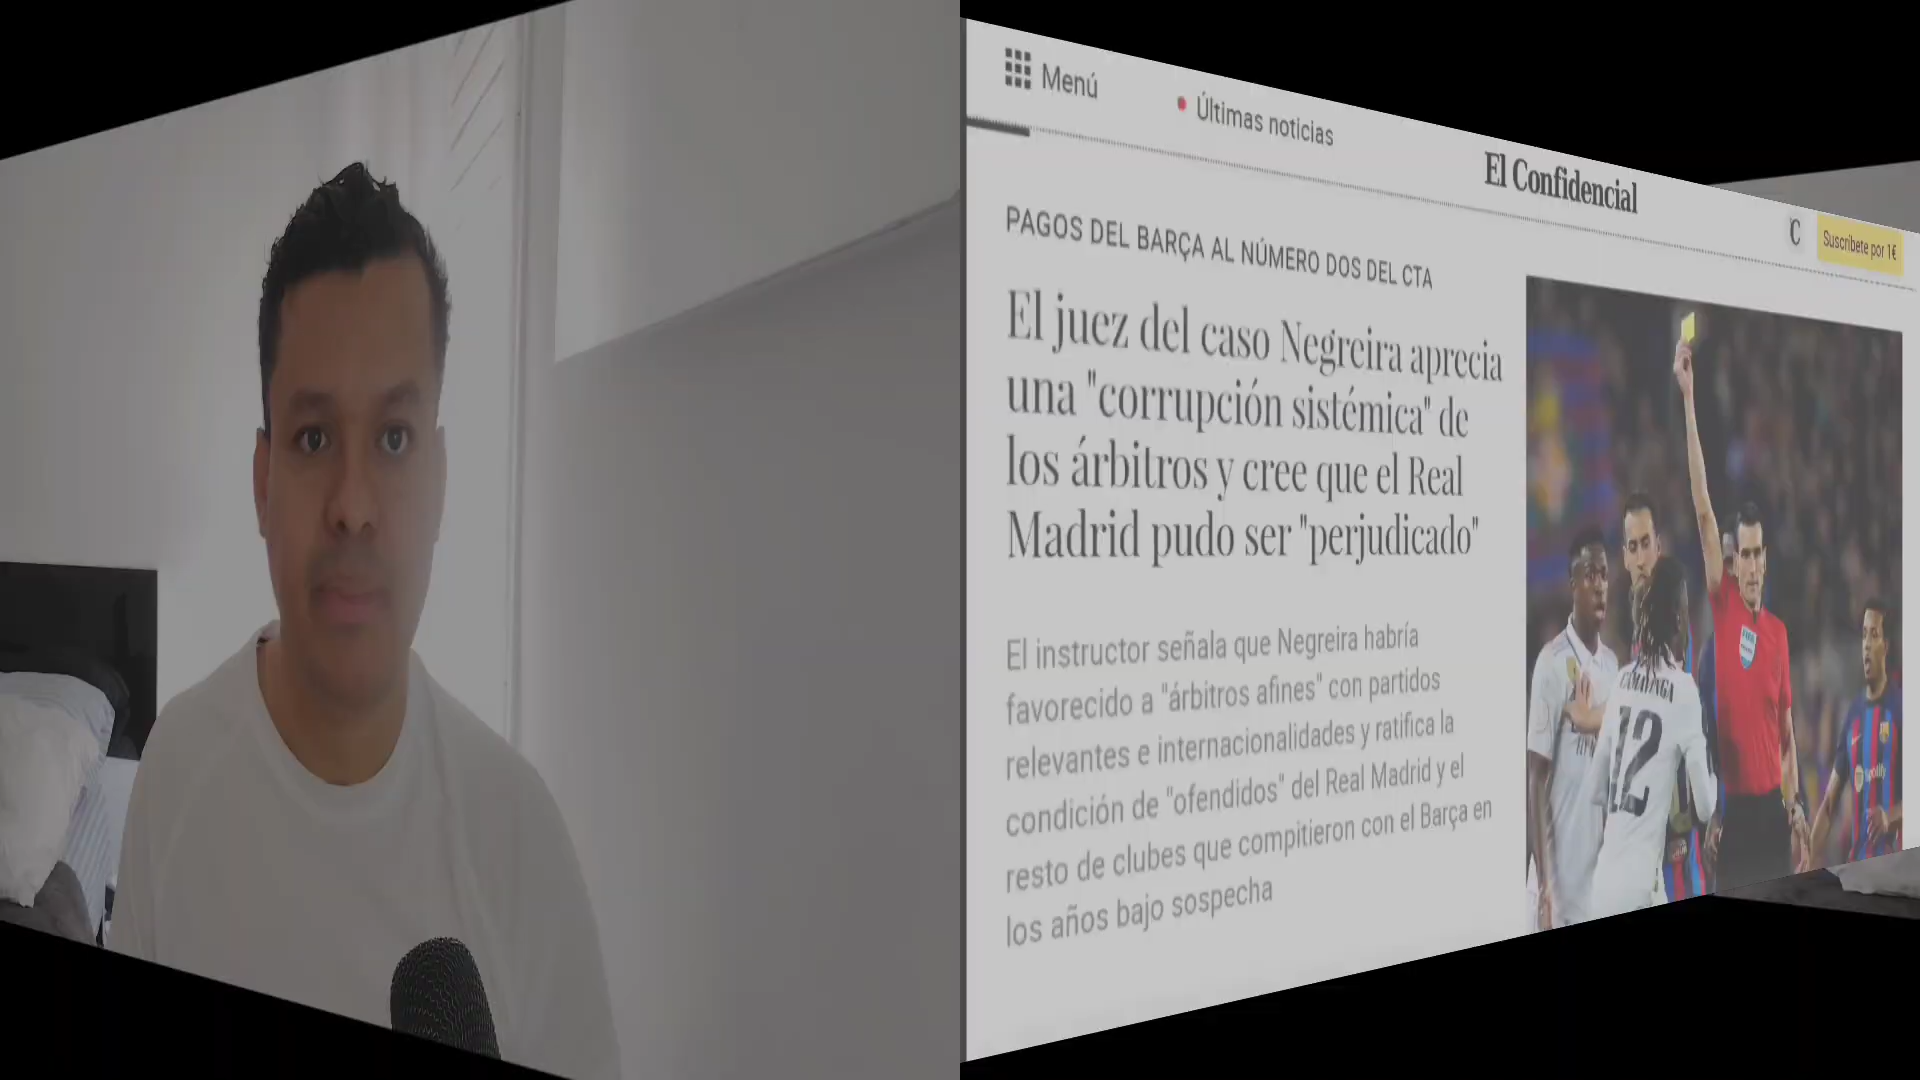 Menú
Últimas noticias
El Confidencial
Suscríbete por 1€
PAGOS DEL BARÇA AL NÚMERO DOS DEL CTA
El juez del caso Negreira aprecia
una "corrupción sistémica" de
los árbitros y cree que el Real
Madrid pudo ser "perjudicado"
El instructor señala que Negreira habría
favorecido a "árbitros afines" con partidos
relevantes e internacionalidades y ratifica la
condición de "ofendidos" del Real Madrid y el
resto de clubes que compitieron con el Barça en
los años bajo sospecha
CAMAVINGA
12
FIFA
Spotify